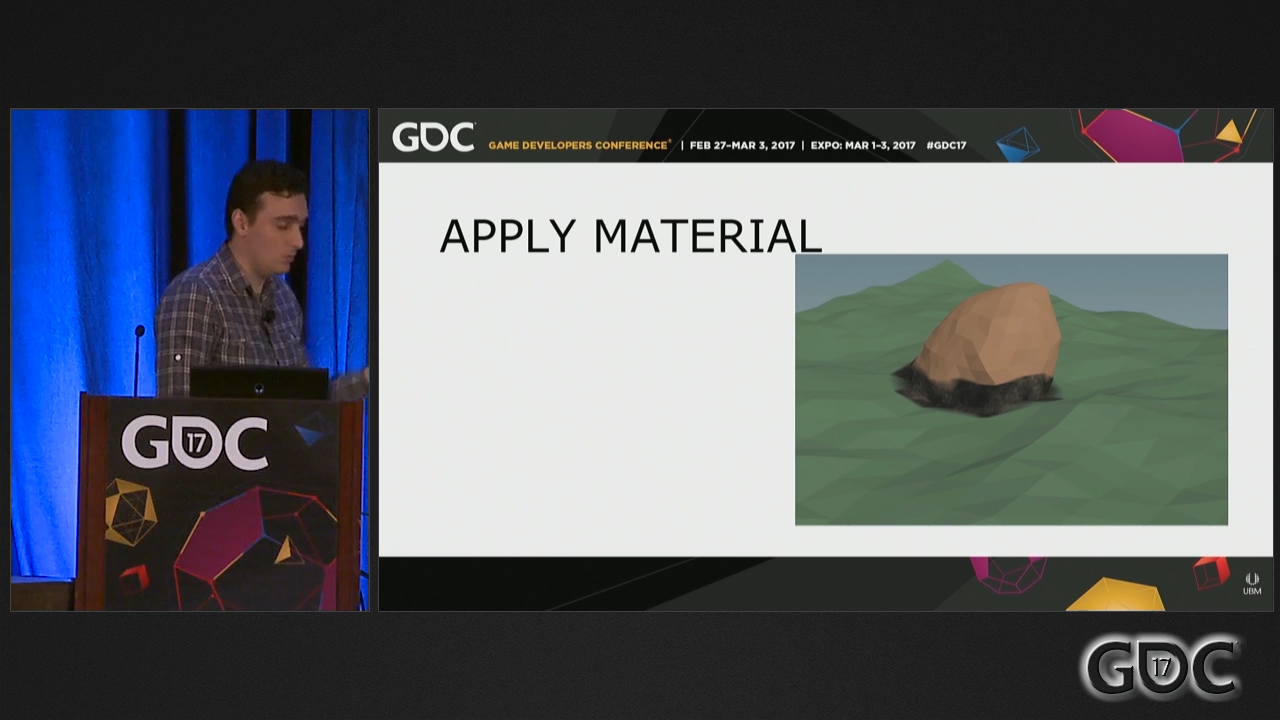 GDC GAME DEVELOPERS CONFERENCE® | FEB 27–MAR 3, 2017 | EXPO: MAR 1–3, 2017 #GDC17
APPLY MATERIAL
GDC 17
UBM
GDC 17